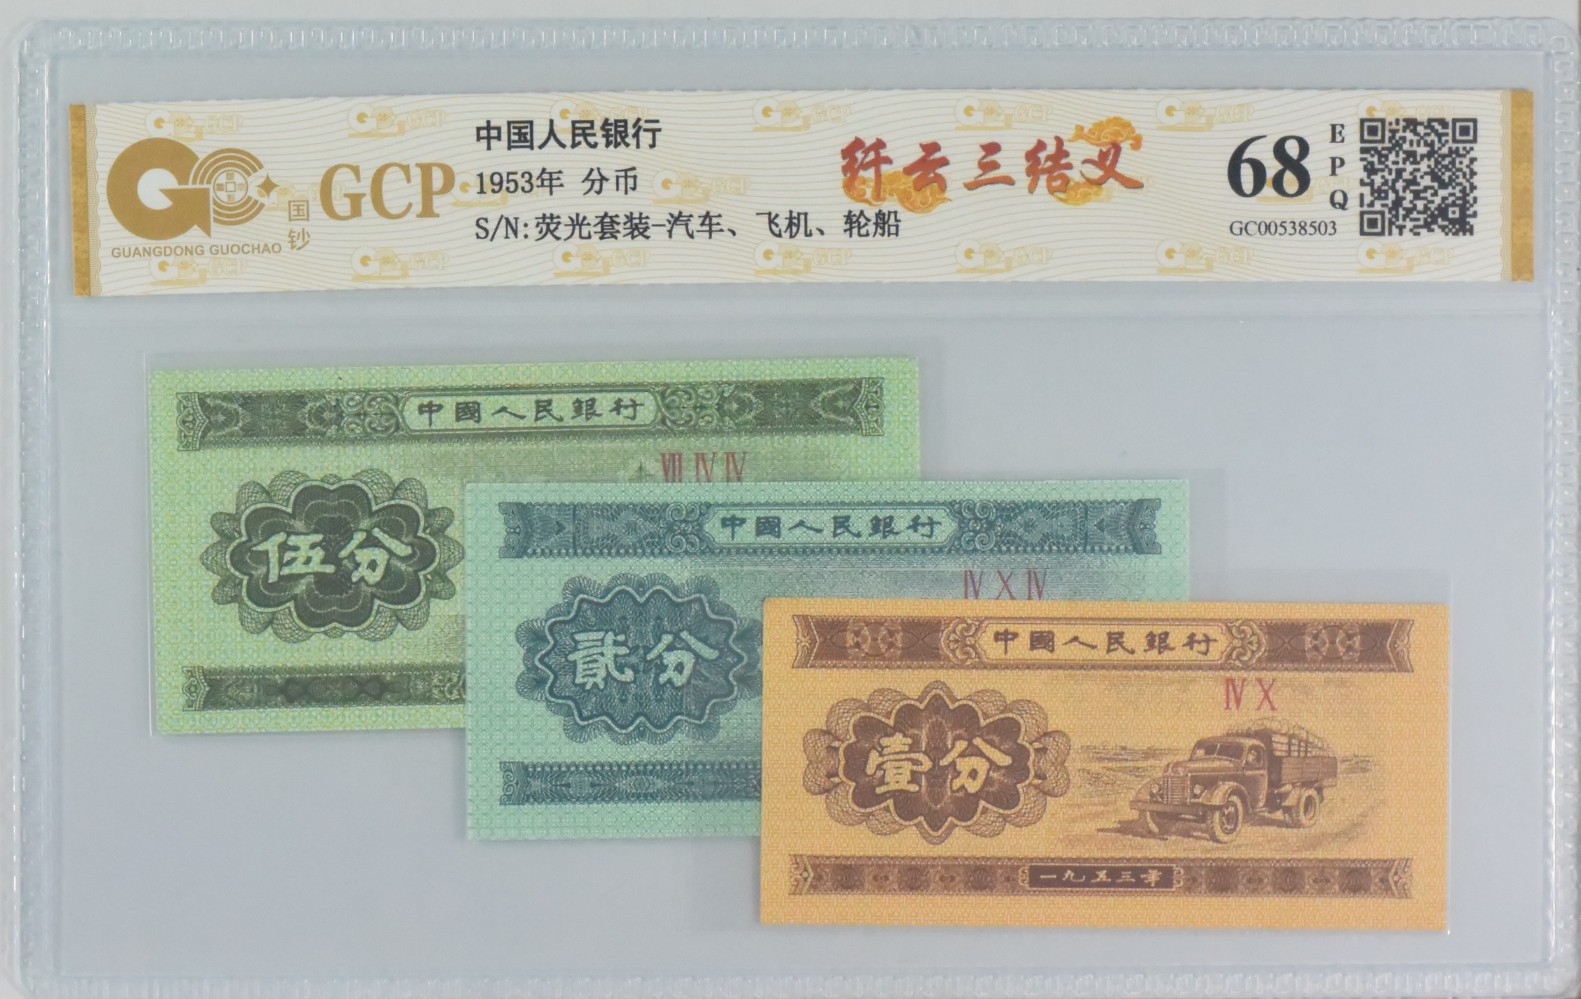 中国人民银行
1953年 分币
S/N:荧光套装-汽车、飞机、轮船
GCP
国钞
GUANGDONG GUOCHAO
纤云三结义
68
EPQ
GC00538503
中國人民銀行
VIII IV IV
伍分
中國人民銀行
IV X IV
貳分
中國人民銀行
IV X
壹分
一九五三年